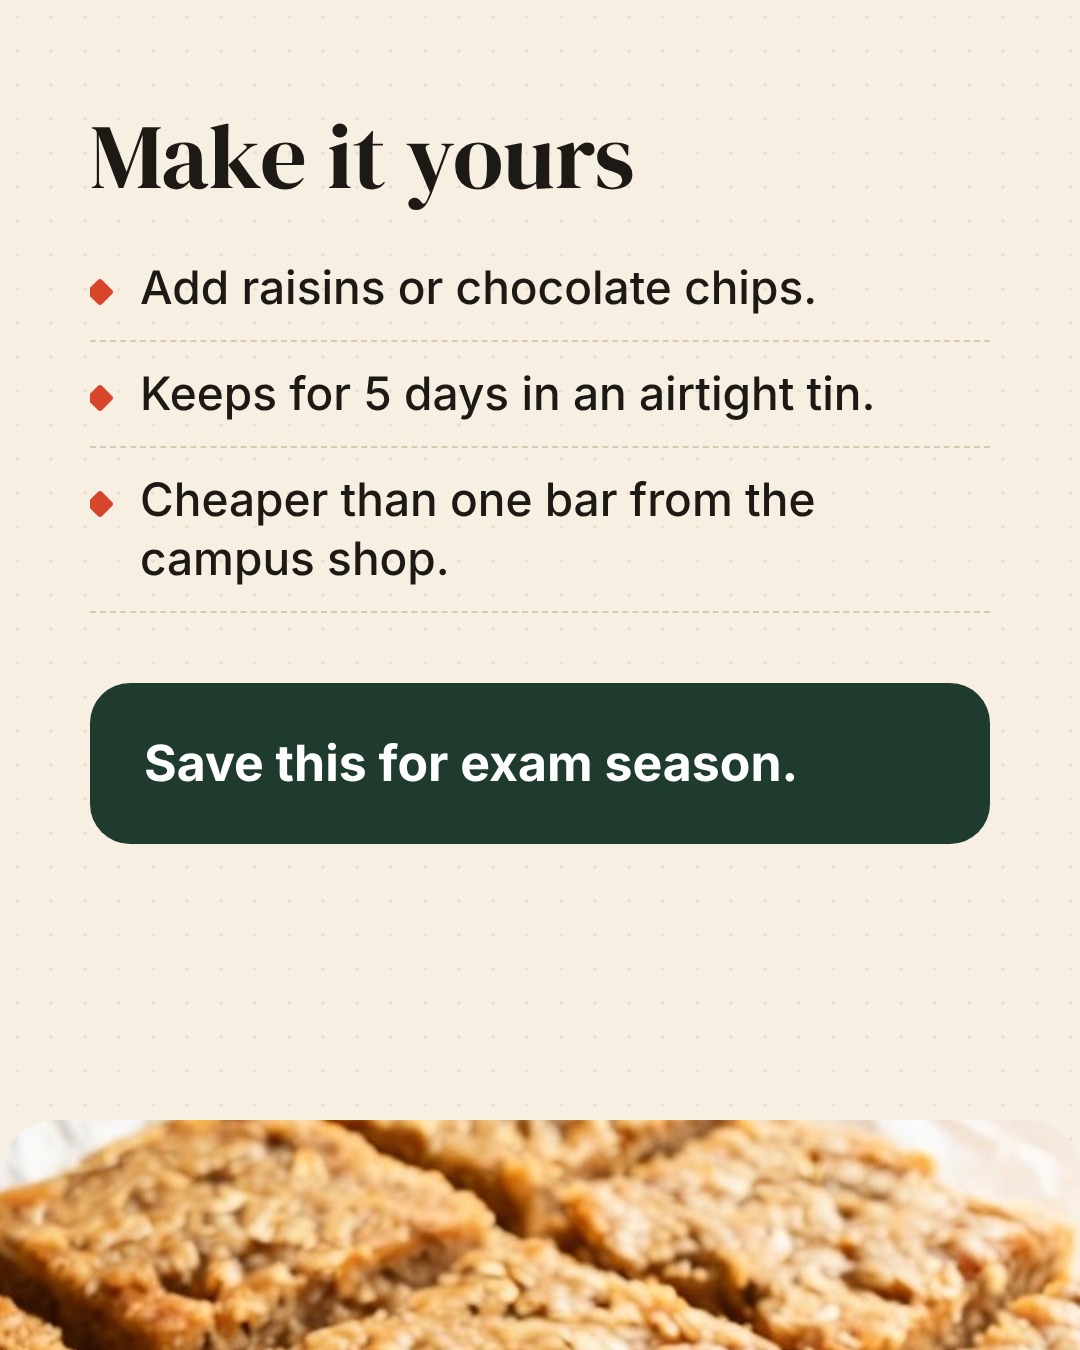 Make it yours
Add raisins or chocolate chips.
Keeps for 5 days in an airtight tin.
Cheaper than one bar from the
campus shop.
Save this for exam season.